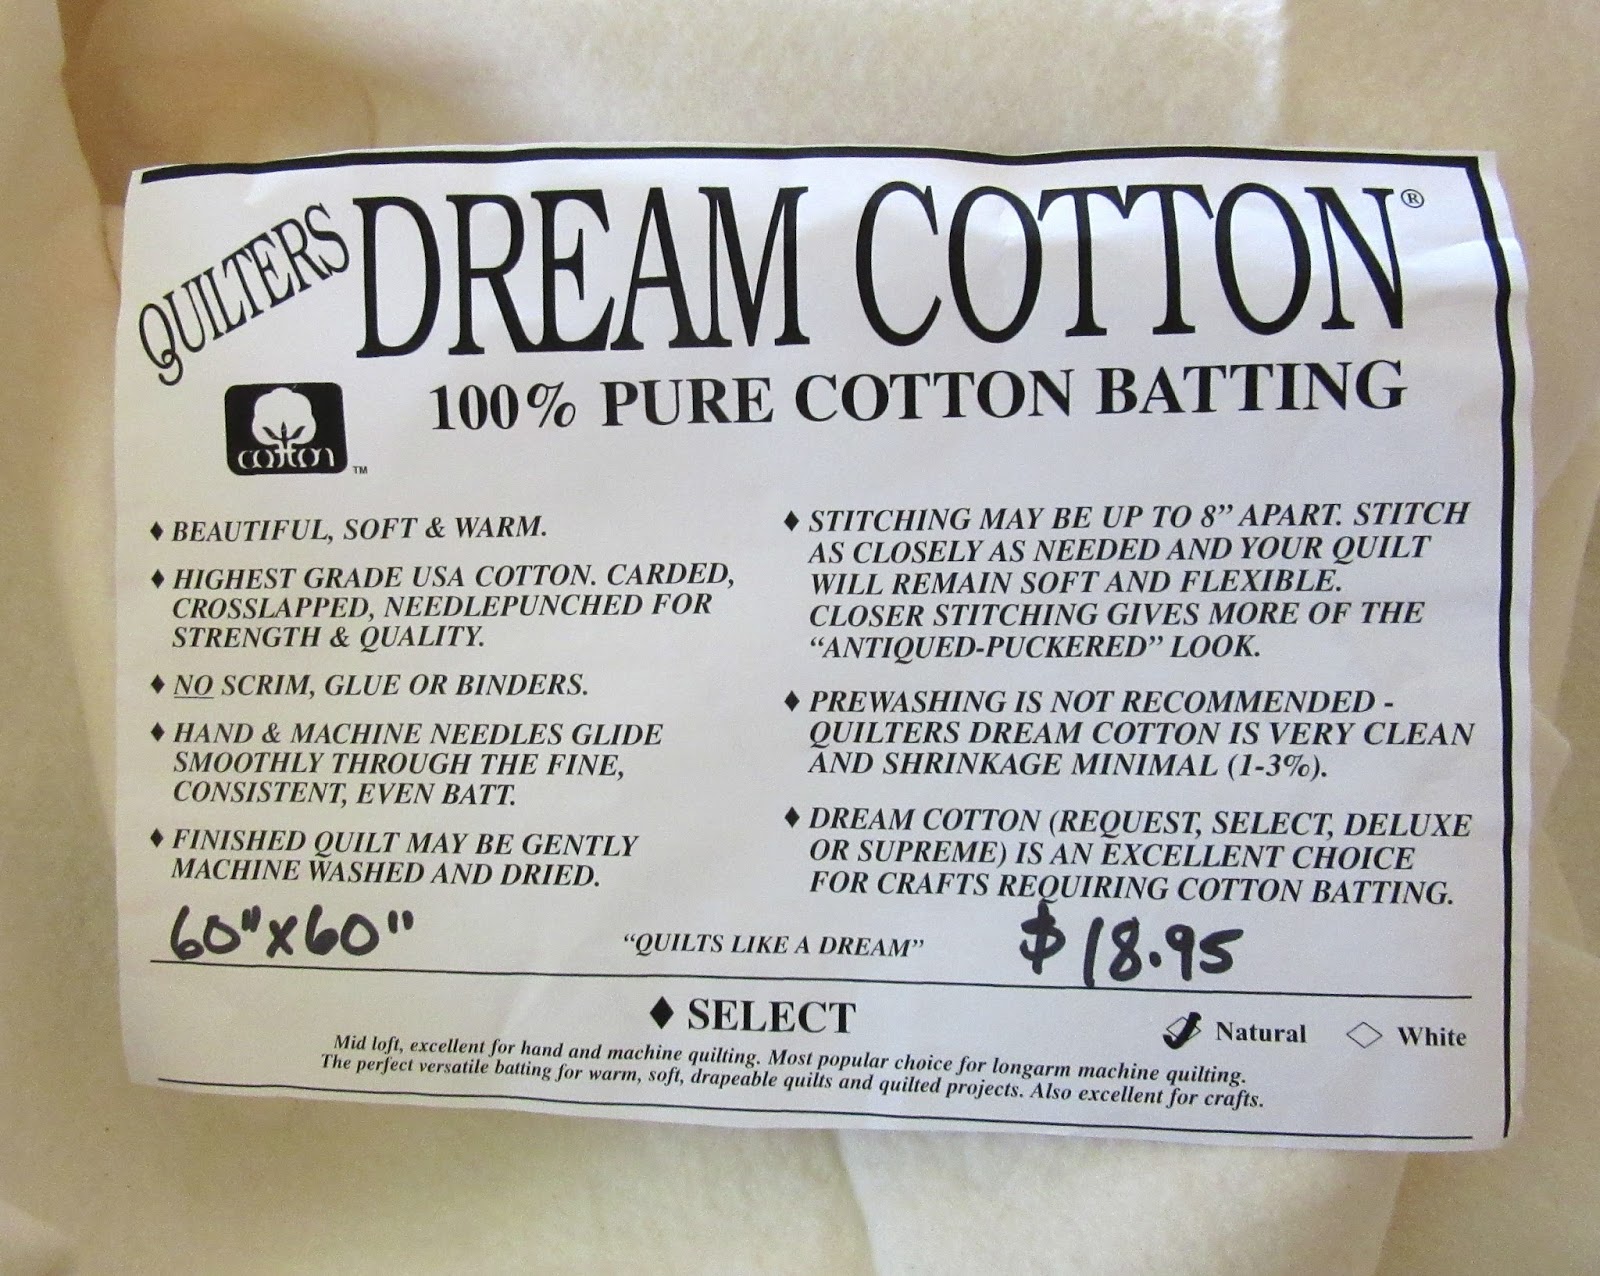 QUILTERS DREAM COTTON®
100% PURE COTTON BATTING
cotton ™
♦ BEAUTIFUL, SOFT & WARM.
♦ HIGHEST GRADE USA COTTON. CARDED,
CROSSLAPPED, NEEDLEPUNCHED FOR
STRENGTH & QUALITY.
♦ NO SCRIM, GLUE OR BINDERS.
♦ HAND & MACHINE NEEDLES GLIDE
SMOOTHLY THROUGH THE FINE,
CONSISTENT, EVEN BATT.
♦ FINISHED QUILT MAY BE GENTLY
MACHINE WASHED AND DRIED.
♦ STITCHING MAY BE UP TO 8” APART. STITCH
AS CLOSELY AS NEEDED AND YOUR QUILT
WILL REMAIN SOFT AND FLEXIBLE.
CLOSER STITCHING GIVES MORE OF THE
“ANTIQUED-PUCKERED” LOOK.
♦ PREWASHING IS NOT RECOMMENDED -
QUILTERS DREAM COTTON IS VERY CLEAN
AND SHRINKAGE MINIMAL (1-3%).
♦ DREAM COTTON (REQUEST, SELECT, DELUXE
OR SUPREME) IS AN EXCELLENT CHOICE
FOR CRAFTS REQUIRING COTTON BATTING.
60"x60" “QUILTS LIKE A DREAM” $18.95
♦ SELECT
Natural White
Mid loft, excellent for hand and machine quilting. Most popular choice for longarm machine quilting.
The perfect versatile batting for warm, soft, drapeable quilts and quilted projects. Also excellent for crafts.